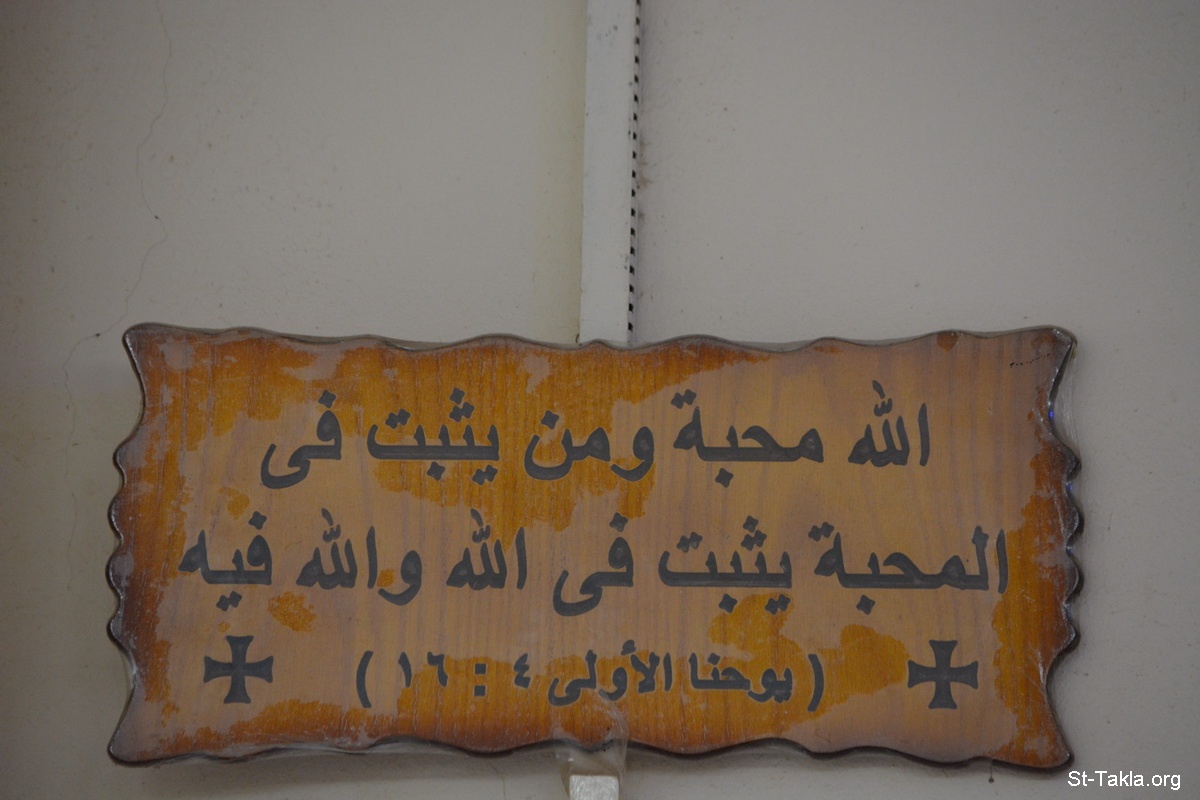 الله محبة ومن يثبت فى
المحبة يثبت فى الله والله فيه
(يوحنا الأولى ٤ : ١٦)
St-Takla.org